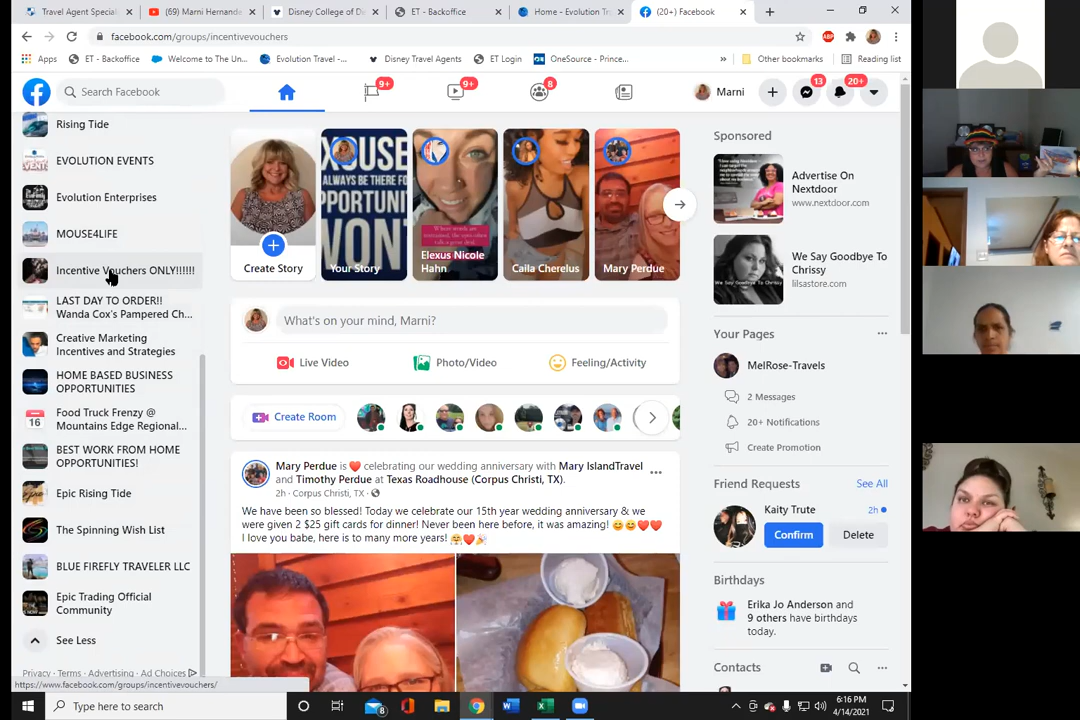 Travel Agent Specia
(69) Marni Hernande
Disney College of Di
ET - Backoffice
Home - Evolution Tr
(20+) Facebook
facebook.com/groups/incentivevouchers
Apps
ET - Backoffice
Welcome to The Un...
Evolution Travel -...
Disney Travel Agents
ET Login
OneSource - Prince...
Other bookmarks
Reading list
Search Facebook
9+
9+
8
Marni
13
20+
Rising Tide
EVOLUTION EVENTS
Evolution Enterprises
MOUSE4LIFE
Incentive Vouchers ONLY!!!!!!
LAST DAY TO ORDER!!
Wanda Cox's Pampered Ch...
Creative Marketing
Incentives and Strategies
HOME BASED BUSINESS
OPPORTUNITIES
16
Food Truck Frenzy @
Mountains Edge Regional...
BEST WORK FROM HOME
OPPORTUNITIES!
Epic Rising Tide
The Spinning Wish List
BLUE FIREFLY TRAVELER LLC
Epic Trading Official
Community
See Less
Privacy · Terms · Advertising · Ad Choices
https://www.facebook.com/groups/incentivevouchers/
Create Story
ALWAYS BE THERE FO
WONT
Your Story
Elexus Nicole
Hahn
Caila Cherelus
Mary Perdue
What's on your mind, Marni?
Live Video
Photo/Video
Feeling/Activity
Create Room
Mary Perdue is ❤️ celebrating our wedding anniversary with Mary IslandTravel
and Timothy Perdue at Texas Roadhouse (Corpus Christi, TX).
2h · Corpus Christi, TX ·
We have been so blessed! Today we celebrate our 15th year wedding anniversary & we
were given 2 $25 gift cards for dinner! Never been here before, it was amazing! 😊😊❤️❤️
I love you babe, here is to many more years! 🤗❤️🎉
Sponsored
Advertise On
Nextdoor
www.nextdoor.com
We Say Goodbye To
Chrissy
lilsastore.com
Your Pages
MelRose-Travels
2 Messages
20+ Notifications
Create Promotion
Friend Requests
See All
Kaity Trute
2h
Confirm
Delete
Birthdays
Erika Jo Anderson and
9 others have birthdays
today.
Contacts
Type here to search
8
6:16 PM
4/14/2021